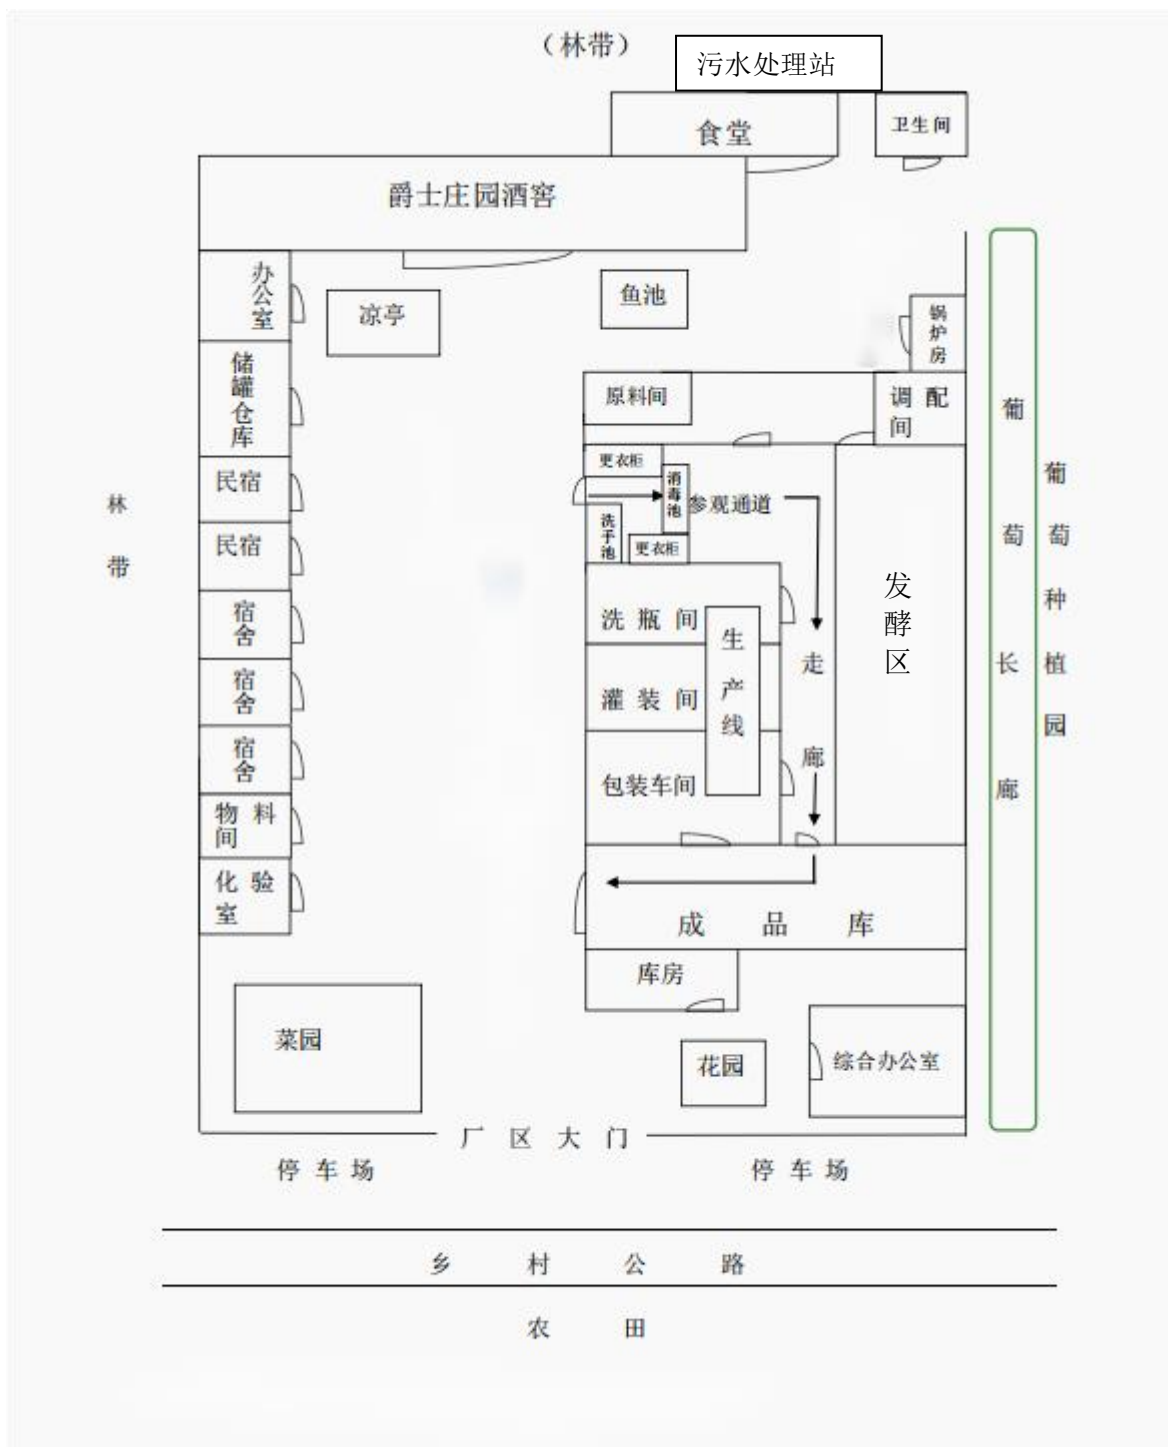 （林带）
污水处理站
食堂
卫生间
爵士庄园酒窖
办公室
凉亭
鱼池
锅炉房
储罐仓库
原料间
调配间
葡萄长廊
葡萄种植园
林带
民宿
更衣柜
消毒池
参观通道
洗手池
更衣柜
民宿
发酵区
宿舍
洗瓶间
生产线
走廊
宿舍
灌装间
宿舍
包装车间
物料间
化验室
成品库
库房
菜园
花园
综合办公室
厂区大门
停车场
停车场
乡村公路
农田